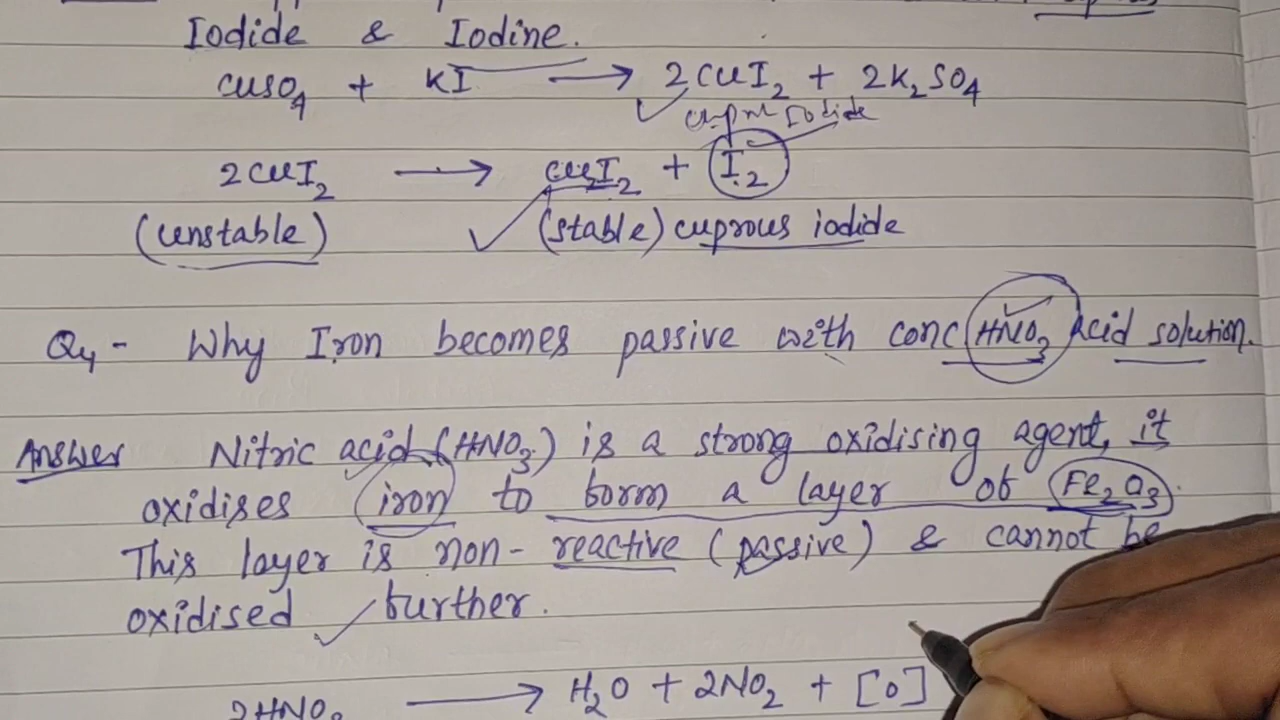 Iodide & Iodine.
CuSO4 + KI → 2CuI2 + 2K2SO4
Iodide
2CuI2 → Cu2I2 + I2
(unstable) (stable) cuprous iodide
Q4 - Why Iron becomes passive with conc HNO3 acid solution.
Answer Nitric acid (HNO3) is a strong oxidising agent, it
oxidises iron to form a layer of Fe2O3.
This layer is non-reactive (passive) & cannot be
oxidised further.
2HNO3 → H2O + 2NO2 + [O]